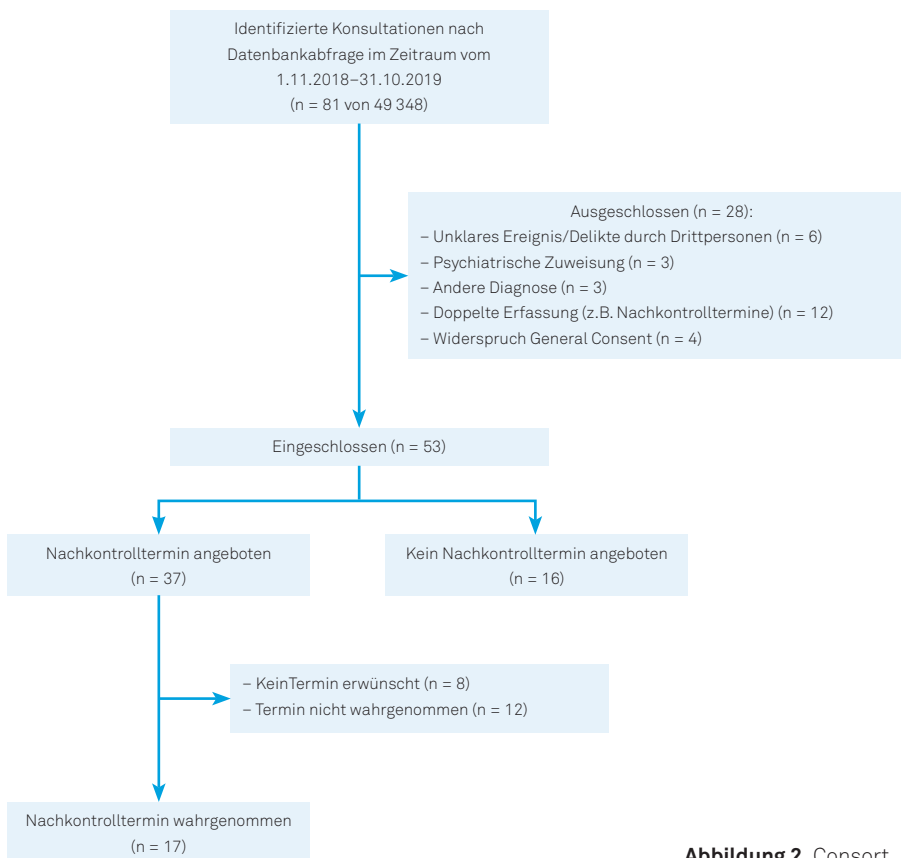 Identifizierte Konsultationen nach
Datenbankabfrage im Zeitraum vom
1.11.2018–31.10.2019
(n = 81 von 49 348)
Ausgeschlossen (n = 28):
– Unklares Ereignis/Delikte durch Drittpersonen (n = 6)
– Psychiatrische Zuweisung (n = 3)
– Andere Diagnose (n = 3)
– Doppelte Erfassung (z.B. Nachkontrolltermine) (n = 12)
– Widerspruch General Consent (n = 4)
Eingeschlossen (n = 53)
Nachkontrolltermin angeboten
(n = 37)
Kein Nachkontrolltermin angeboten
(n = 16)
– KeinTermin erwünscht (n = 8)
– Termin nicht wahrgenommen (n = 12)
Nachkontrolltermin wahrgenommen
(n = 17)
Abbildung 2 Consort